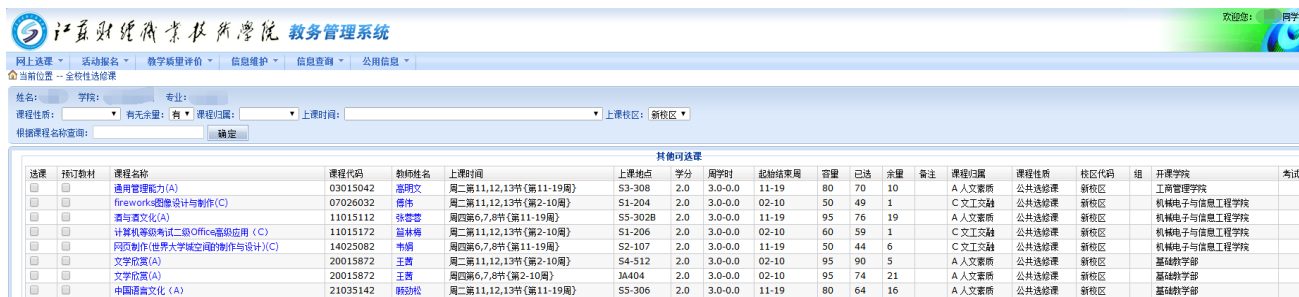 江苏财经职业技术学院 教务管理系统
欢迎您: 同学
网上选课 活动报名 教学质量评价 信息维护 信息查询 公用信息
当前位置 -- 全校性选修课
姓名: 学院: 专业:
课程性质: 有无余量: 有 课程归属: 上课时间: 上课校区: 新校区
根据课程名称查询: 确定
其他可选课
选课 预订教材 课程名称 课程代码 教师姓名 上课时间 上课地点 学分 周学时 起始结束周 容量 已选 余量 备注 课程归属 课程性质 校区代码 组 开课学院 考试
通用管理能力(A) 03015042 高明文 周二第11,12,13节{第11-19周} S3-308 2.0 3.0-0.0 11-19 80 70 10 A 人文素质 公共选修课 新校区 工商管理学院
fireworks图像设计与制作(C) 07026032 傅伟 周二第11,12,13节{第2-10周} S1-204 2.0 3.0-0.0 02-10 50 49 1 C 文工交融 公共选修课 新校区 机械电子与信息工程学院
酒与酒文化(A) 11015112 张蓉蓉 周四第6,7,8节{第11-19周} S5-302B 2.0 3.0-0.0 11-19 95 76 19 A 人文素质 公共选修课 新校区 机械电子与信息工程学院
计算机等级考试二级Office高级应用（C） 11015172 林梅 周二第11,12,13节{第2-10周} S1-206 2.0 3.0-0.0 02-10 60 59 1 C 文工交融 公共选修课 新校区 机械电子与信息工程学院
网页制作(世界大学城空间的制作与设计)(C) 14025082 韦娟 周四第6,7,8节{第11-19周} S2-107 2.0 3.0-0.0 11-19 50 44 6 C 文工交融 公共选修课 新校区 机械电子与信息工程学院
文学欣赏(A) 20015872 王茜 周二第11,12,13节{第2-10周} S4-512 2.0 3.0-0.0 02-10 95 90 5 A 人文素质 公共选修课 新校区 基础教学部
文学欣赏(A) 20015872 王茜 周四第6,7,8节{第2-10周} JA404 2.0 3.0-0.0 02-10 95 74 21 A 人文素质 公共选修课 新校区 基础教学部
中国语言文化（A） 21035142 顾劲松 周二第11,12,13节{第11-19周} S5-306 2.0 3.0-0.0 11-19 80 64 16 A 人文素质 公共选修课 新校区 基础教学部